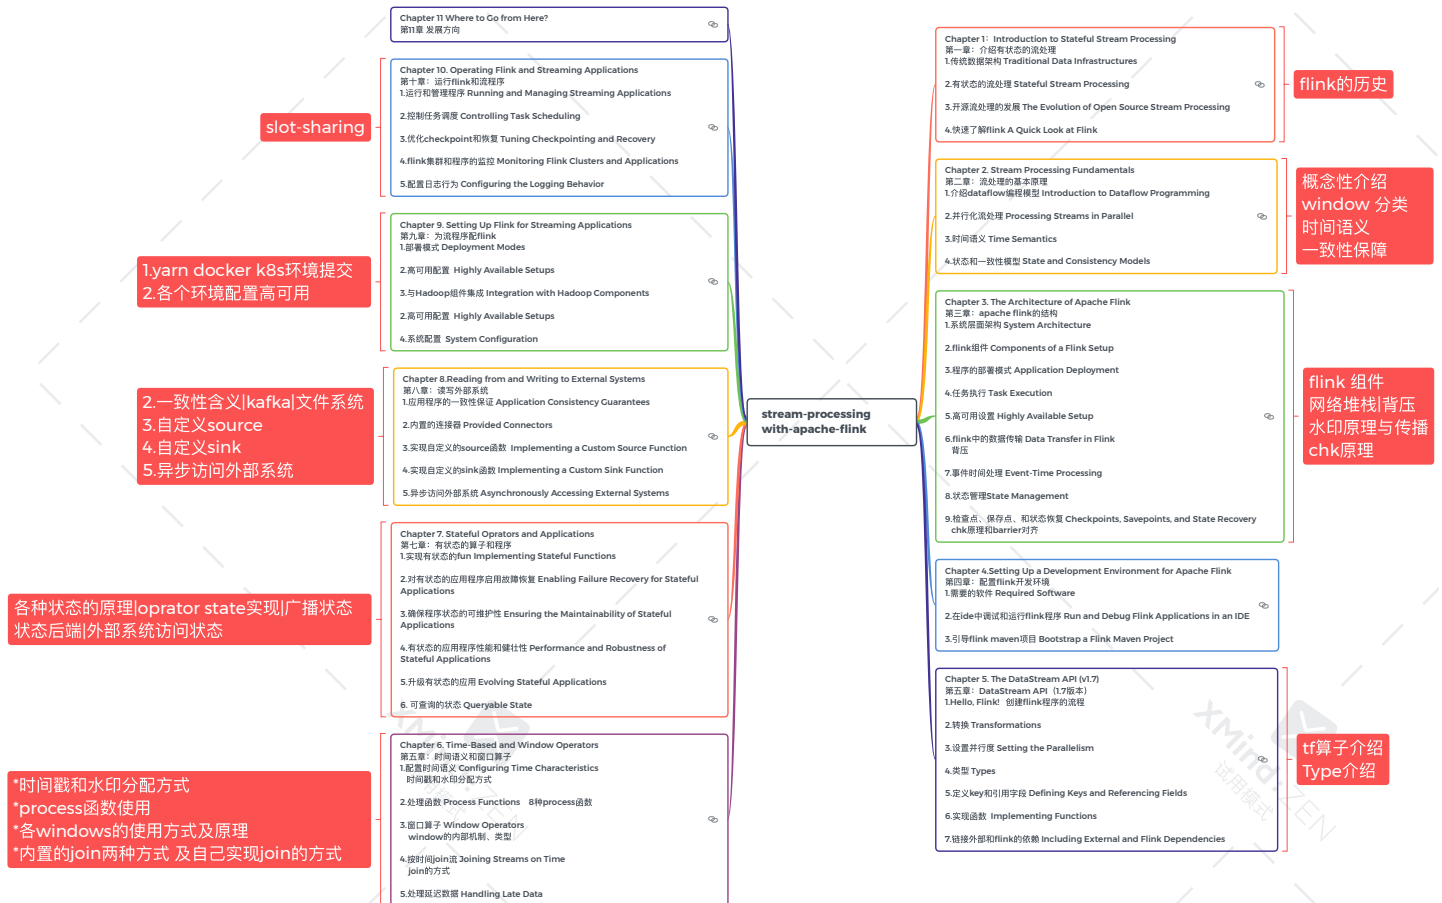 stream-processing
with-apache-flink
Chapter 1：Introduction to Stateful Stream Processing
第一章：介绍有状态的流处理
1.传统数据架构 Traditional Data Infrastructures
2.有状态的流处理 Stateful Stream Processing
3.开源流处理的发展 The Evolution of Open Source Stream Processing
4.快速了解flink A Quick Look at Flink
flink的历史
Chapter 2. Stream Processing Fundamentals
第二章：流处理的基本原理
1.介绍dataflow编程模型 Introduction to Dataflow Programming
2.并行化流处理 Processing Streams in Parallel
3.时间语义 Time Semantics
4.状态和一致性模型 State and Consistency Models
概念性介绍
window 分类
时间语义
一致性保障
Chapter 3. The Architecture of Apache Flink
第三章：apache flink的结构
1.系统层面架构 System Architecture
2.flink组件 Components of a Flink Setup
3.程序的部署模式 Application Deployment
4.任务执行 Task Execution
5.高可用设置 Highly Available Setup
6.flink中的数据传输 Data Transfer in Flink
背压
7.事件时间处理 Event-Time Processing
8.状态管理State Management
9.检查点、保存点、和状态恢复 Checkpoints, Savepoints, and State Recovery
chk原理和barrier对齐
flink 组件
网络堆栈|背压
水印原理与传播
chk原理
Chapter 4.Setting Up a Development Environment for Apache Flink
第四章：配置flink开发环境
1.需要的软件 Required Software
2.在ide中调试和运行flink程序 Run and Debug Flink Applications in an IDE
3.引导flink maven项目 Bootstrap a Flink Maven Project
Chapter 5. The DataStream API (v1.7)
第五章：DataStream API（1.7版本）
1.Hello, Flink!  创建flink程序的流程
2.转换 Transformations
3.设置并行度 Setting the Parallelism
4.类型 Types
5.定义key和引用字段 Defining Keys and Referencing Fields
6.实现函数  Implementing Functions
7.链接外部和flink的依赖 Including External and Flink Dependencies
tf算子介绍
Type介绍
Chapter 11 Where to Go from Here?
第11章 发展方向
Chapter 10. Operating Flink and Streaming Applications
第十章：运行flink和流程序
1.运行和管理程序 Running and Managing Streaming Applications
2.控制任务调度 Controlling Task Scheduling
3.优化checkpoint和恢复 Tuning Checkpointing and Recovery
4.flink集群和程序的监控 Monitoring Flink Clusters and Applications
5.配置日志行为 Configuring the Logging Behavior
slot-sharing
Chapter 9. Setting Up Flink for Streaming Applications
第九章：为流程序配flink
1.部署模式 Deployment Modes
2.高可用配置  Highly Available Setups
3.与Hadoop组件集成 Integration with Hadoop Components
2.高可用配置  Highly Available Setups
4.系统配置  System Configuration
1.yarn docker k8s环境提交
2.各个环境配置高可用
Chapter 8.Reading from and Writing to External Systems
第八章：读写外部系统
1.应用程序的一致性保证 Application Consistency Guarantees
2.内置的连接器 Provided Connectors
3.实现自定义的source函数  Implementing a Custom Source Function
4.实现自定义的sink函数  Implementing a Custom Sink Function
5.异步访问外部系统 Asynchronously Accessing External Systems
2.一致性含义|kafka|文件系统
3.自定义source
4.自定义sink
5.异步访问外部系统
Chapter 7. Stateful Oprators and Applications
第七章：有状态的算子和程序
1.实现有状态的fun Implementing Stateful Functions
2.对有状态的应用程序启用故障恢复 Enabling Failure Recovery for Stateful
Applications
3.确保程序状态的可维护性 Ensuring the Maintainability of Stateful
Applications
4.有状态的应用程序性能和健壮性 Performance and Robustness of
Stateful Applications
5.升级有状态的应用 Evolving Stateful Applications
6. 可查询的状态 Queryable State
各种状态的原理|oprator state实现|广播状态
状态后端|外部系统访问状态
Chapter 6. Time-Based and Window Operators
第五章：时间语义和窗口算子
1.配置时间语义 Configuring Time Characteristics
时间戳和水印分配方式
2.处理函数 Process Functions    8种process函数
3.窗口算子 Window Operators
window的内部机制、类型
4.按时间join流 Joining Streams on Time
join的方式
5.处理延迟数据 Handling Late Data
*时间戳和水印分配方式
*process函数使用
*各windows的使用方式及原理
*内置的join两种方式 及自己实现join的方式
XMind:ZEN
试用模式